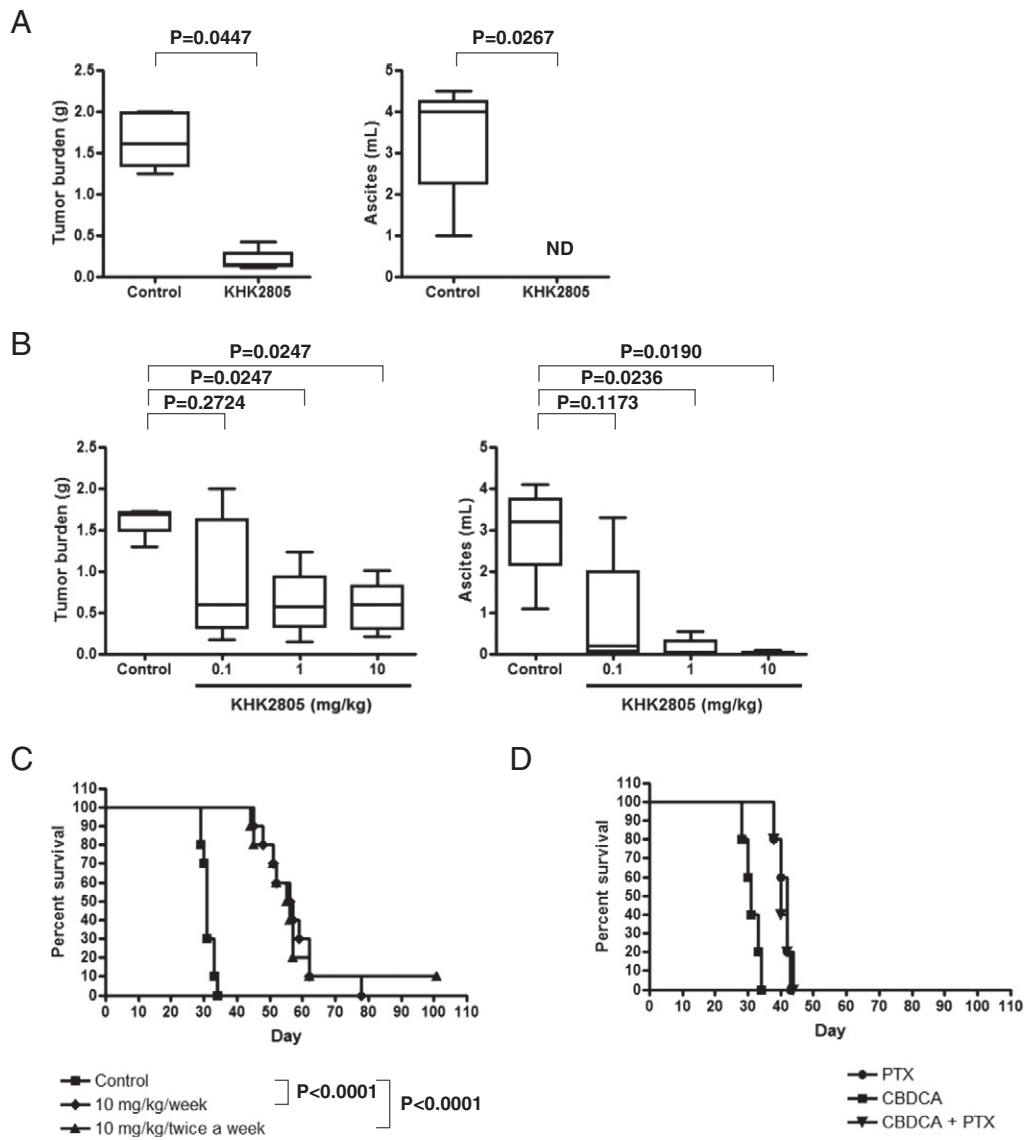 A
P=0.0447
P=0.0267
Tumor burden (g)
2.5
2.0
1.5
1.0
0.5
0.0
Control
KHK2805
Ascites (mL)
5
4
3
2
1
0
ND
Control
KHK2805
B
P=0.0247
P=0.0247
P=0.2724
P=0.0190
P=0.0236
P=0.1173
Tumor burden (g)
2.5
2.0
1.5
1.0
0.5
0.0
Control 0.1 1 10
KHK2805 (mg/kg)
Ascites (mL)
5
4
3
2
1
0
Control 0.1 1 10
KHK2805 (mg/kg)
C
Percent survival
110
100
90
80
70
60
50
40
30
20
10
0
0 10 20 30 40 50 60 70 80 90 100 110
Day
Control
10 mg/kg/week
10 mg/kg/twice a week
P<0.0001
P<0.0001
D
Percent survival
110
100
90
80
70
60
50
40
30
20
10
0
0 10 20 30 40 50 60 70 80 90 100 110
Day
PTX
CBDCA
CBDCA + PTX